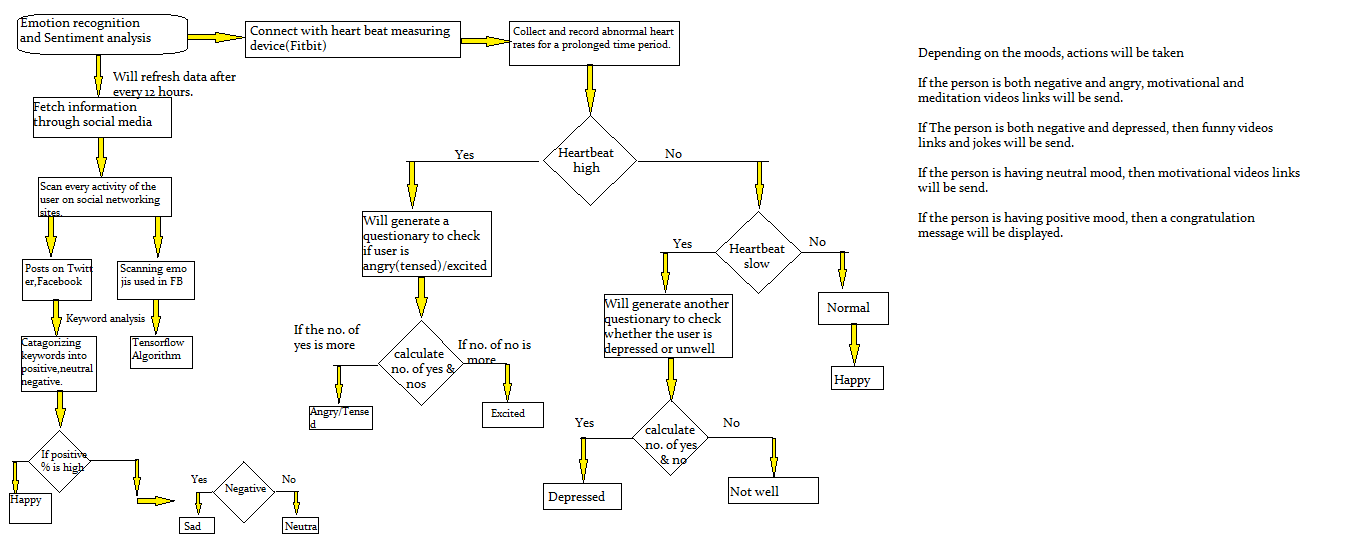 Emotion recognition
and Sentiment analysis
Connect with heart beat measuring
device(Fitbit)
Collect and record abnormal heart
rates for a prolonged time period.
Will refresh data after
every 12 hours.
Fetch information
through social media
Scan every activity of the
user on social networking
sites.
Posts on Twitt
er,Facebook
Scanning emo
jis used in FB
Keyword analysis
Catagorizing
keywords into
positive,neutral
negative.
Tensorflow
Algorithm
If positive
% is high
Happy
Yes
Negative
No
Sad
Neutra
Heartbeat
high
Yes
No
Will generate a
questionary to check
if user is
angry(tensed)/excited
If the no. of
yes is more
calculate
no. of yes &
nos
If no. of no is
more
Angry/Tense
d
Excited
Heartbeat
slow
Yes
No
Will generate another
questionary to check
whether the user is
depressed or unwell
Normal
Happy
Yes
calculate
no. of yes
& no
No
Depressed
Not well
Depending on the moods, actions will be taken
If the person is both negative and angry, motivational and
meditation videos links will be send.
If The person is both negative and depressed, then funny videos
links and jokes will be send.
If the person is having neutral mood, then motivational videos links
will be send.
If the person is having positive mood, then a congratulation
message will be displayed.